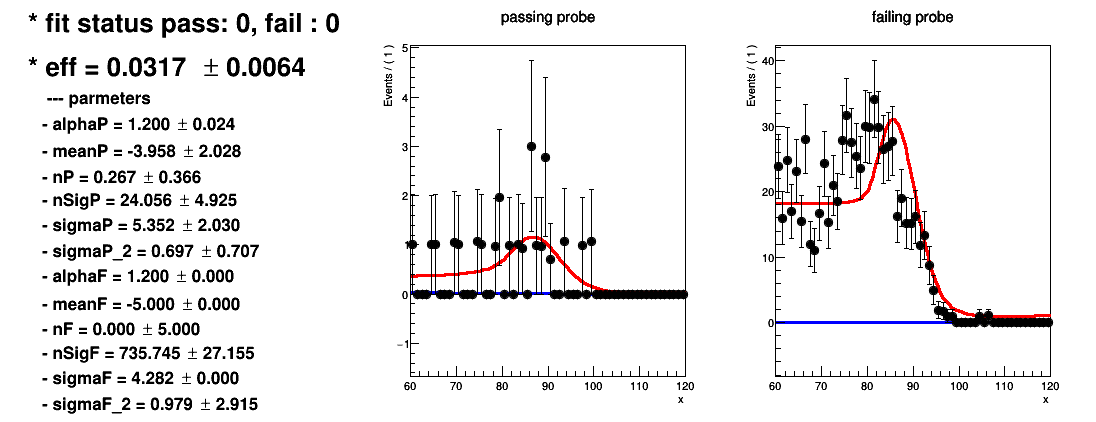 * fit status pass: 0, fail : 0
* eff = 0.0317 ± 0.0064
--- parmeters
- alphaP = 1.200 ± 0.024
- meanP = -3.958 ± 2.028
- nP = 0.267 ± 0.366
- nSigP = 24.056 ± 4.925
- sigmaP = 5.352 ± 2.030
- sigmaP_2 = 0.697 ± 0.707
- alphaF = 1.200 ± 0.000
- meanF = -5.000 ± 0.000
- nF = 0.000 ± 5.000
- nSigF = 735.745 ± 27.155
- sigmaF = 4.282 ± 0.000
- sigmaF_2 = 0.979 ± 2.915
passing probe
Events / ( 1 )
5
4
3
2
1
0
−1
60 70 80 90 100 110 120
x
failing probe
Events / ( 1 )
40
30
20
10
0
60 70 80 90 100 110 120
x